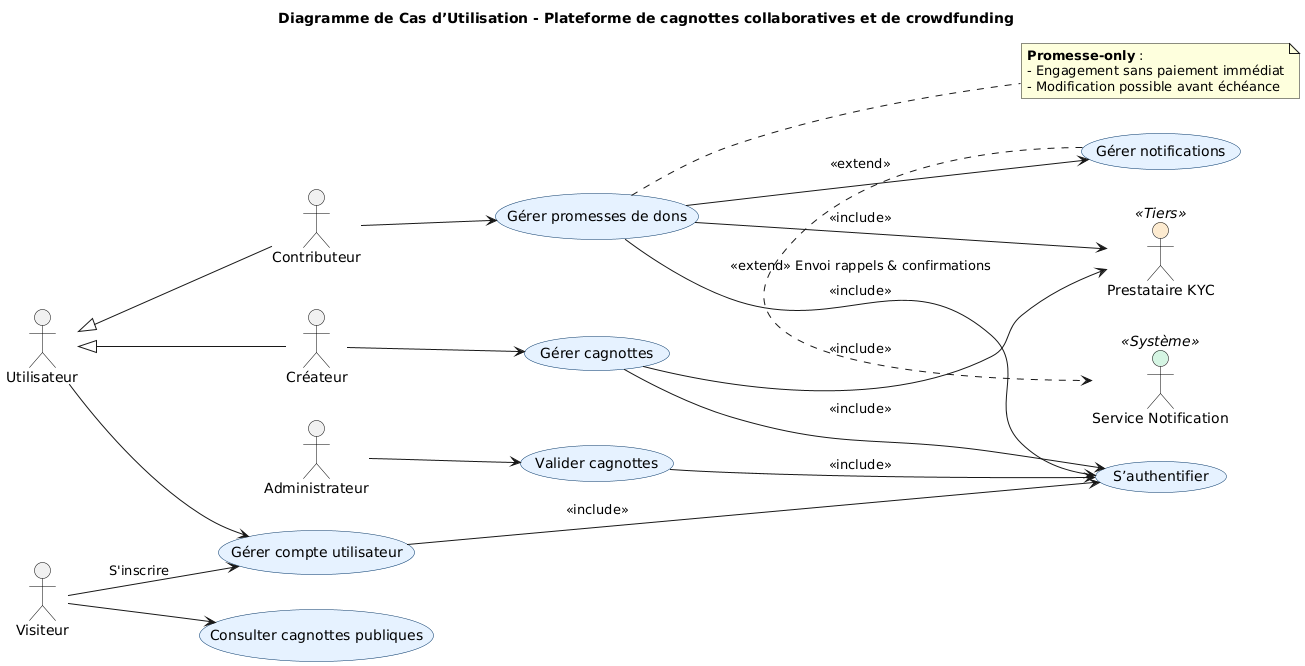 Diagramme de Cas d’Utilisation - Plateforme de cagnottes collaboratives et de crowdfunding
Promesse-only :
- Engagement sans paiement immédiat
- Modification possible avant échéance
Gérer notifications
«extend»
Contributeur
Gérer promesses de dons
«include»
«Tiers»
Prestataire KYC
«extend» Envoi rappels & confirmations
«include»
Utilisateur
Créateur
Gérer cagnottes
«include»
«Système»
Service Notification
«include»
Administrateur
Valider cagnottes
«include»
S’authentifier
«include»
Gérer compte utilisateur
S'inscrire
Visiteur
Consulter cagnottes publiques